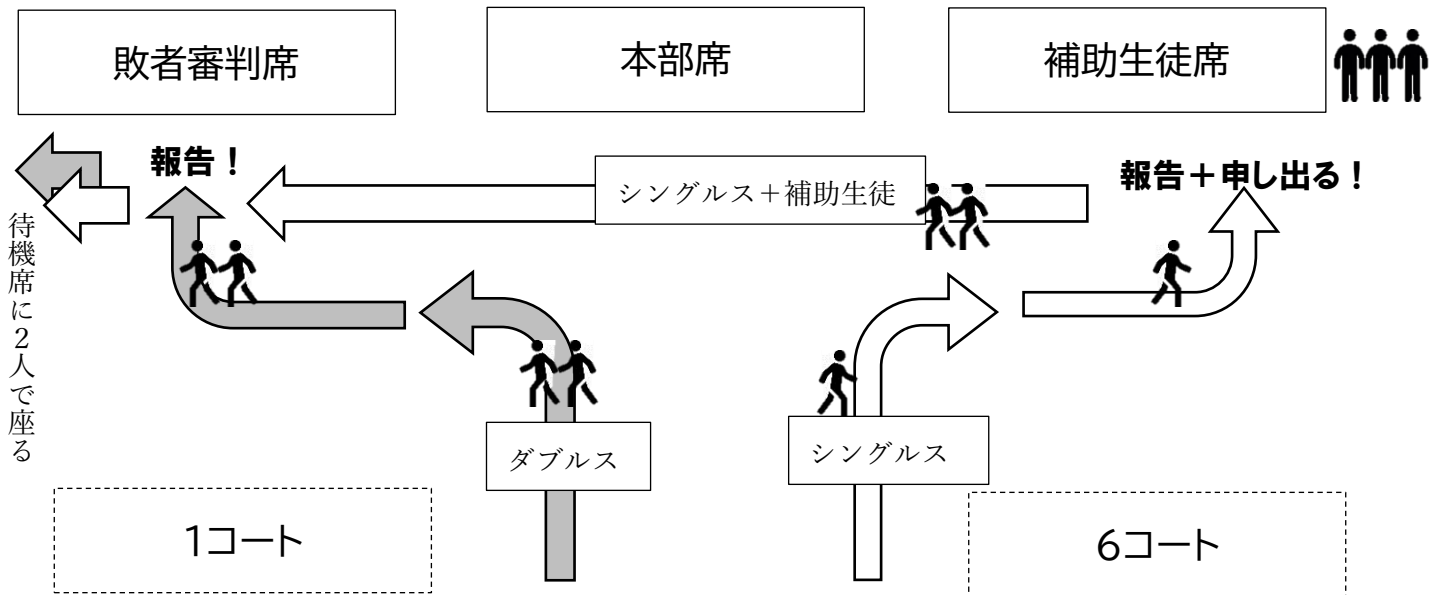 敗者審判席
本部席
補助生徒席
報告！
シングルス＋補助生徒
報告＋申し出る！
待機席に２人で座る
ダブルス
シングルス
1コート
6コート